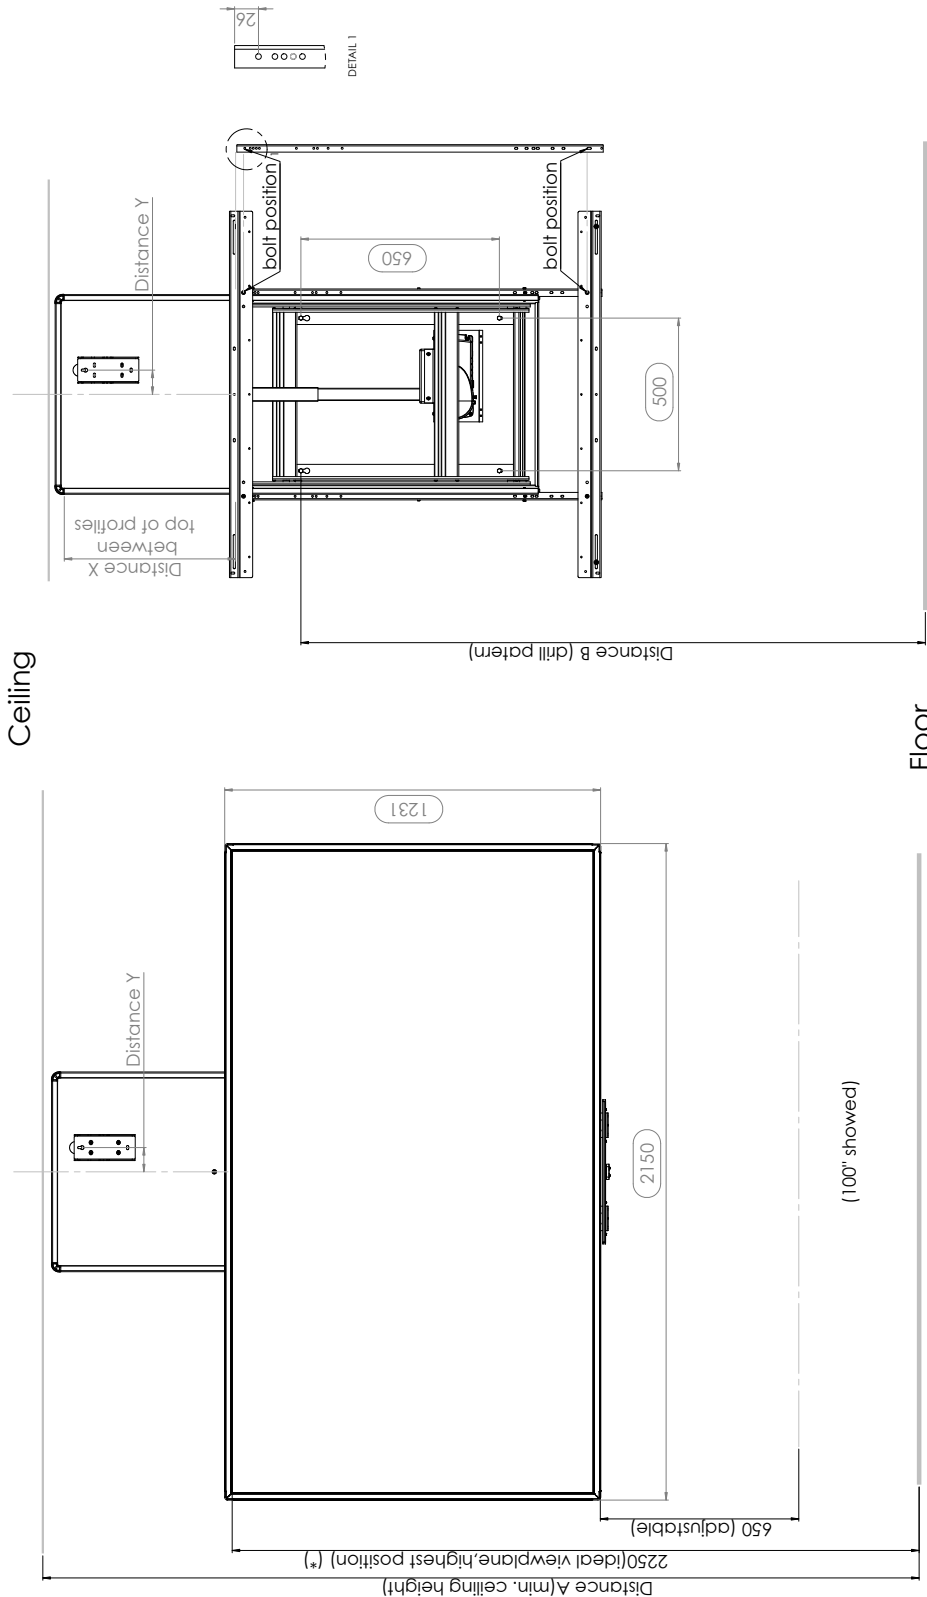 26
DETAIL 1
Distance Y
bolt position
bolt position
650
500
Distance X
between
top of profiles
Distance B (drill patern)
Ceiling
Floor
1231
Distance Y
2150
(100" showed)
650 (adjustable)
2250(ideal viewplane,highest position) (*)
Distance A(min. ceiling height)